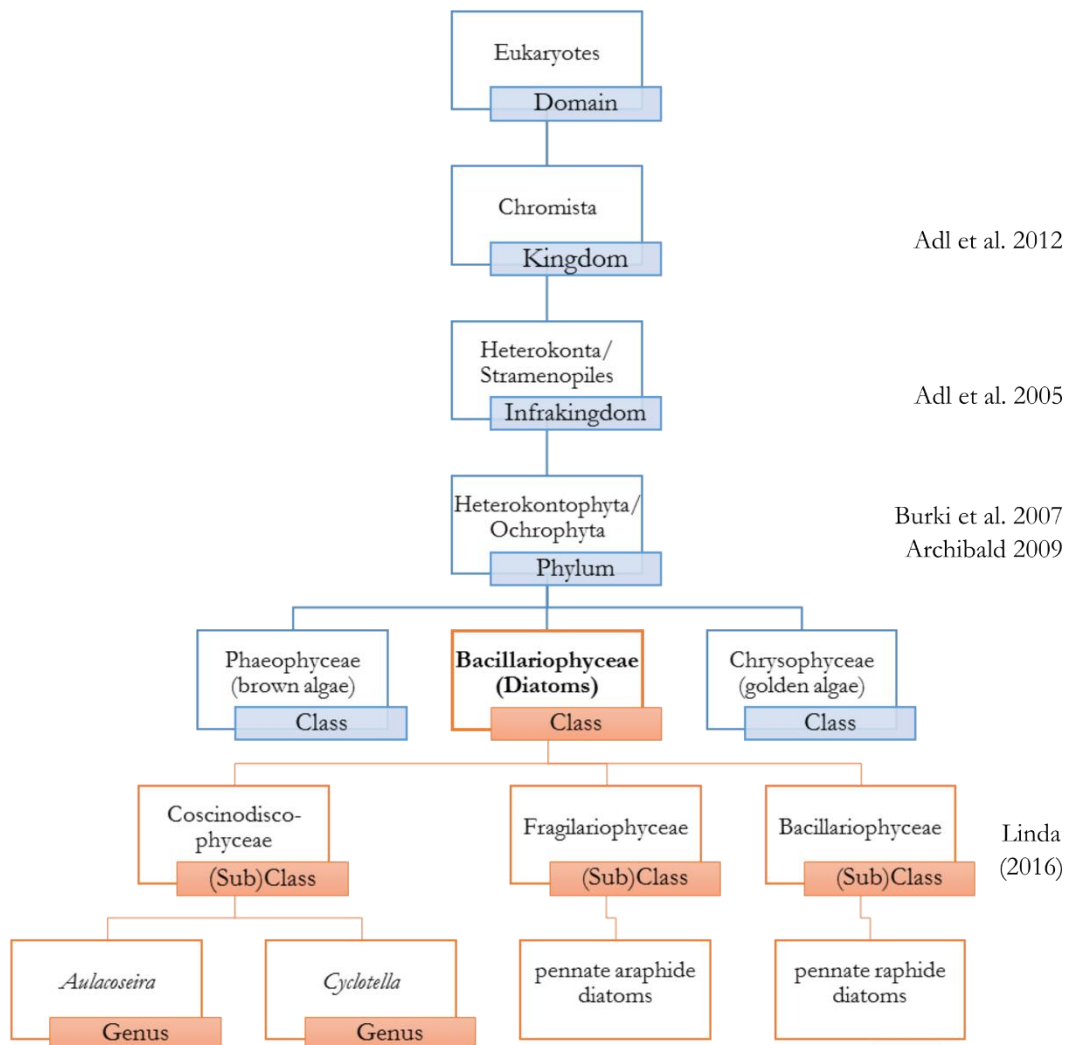 Eukaryotes
Domain
Chromista
Kingdom
Adl et al. 2012
Heterokonta/
Stramenopiles
Infrakingdom
Adl et al. 2005
Heterokontophyta/
Ochrophyta
Phylum
Burki et al. 2007
Archibald 2009
Phaeophyceae
(brown algae)
Class
Bacillariophyceae
(Diatoms)
Class
Chrysophyceae
(golden algae)
Class
Coscinodisco-
phyceae
(Sub)Class
Fragilariophyceae
(Sub)Class
Bacillariophyceae
(Sub)Class
Linda
(2016)
Aulacoseira
Genus
Cyclotella
Genus
pennate araphide
diatoms
pennate raphide
diatoms